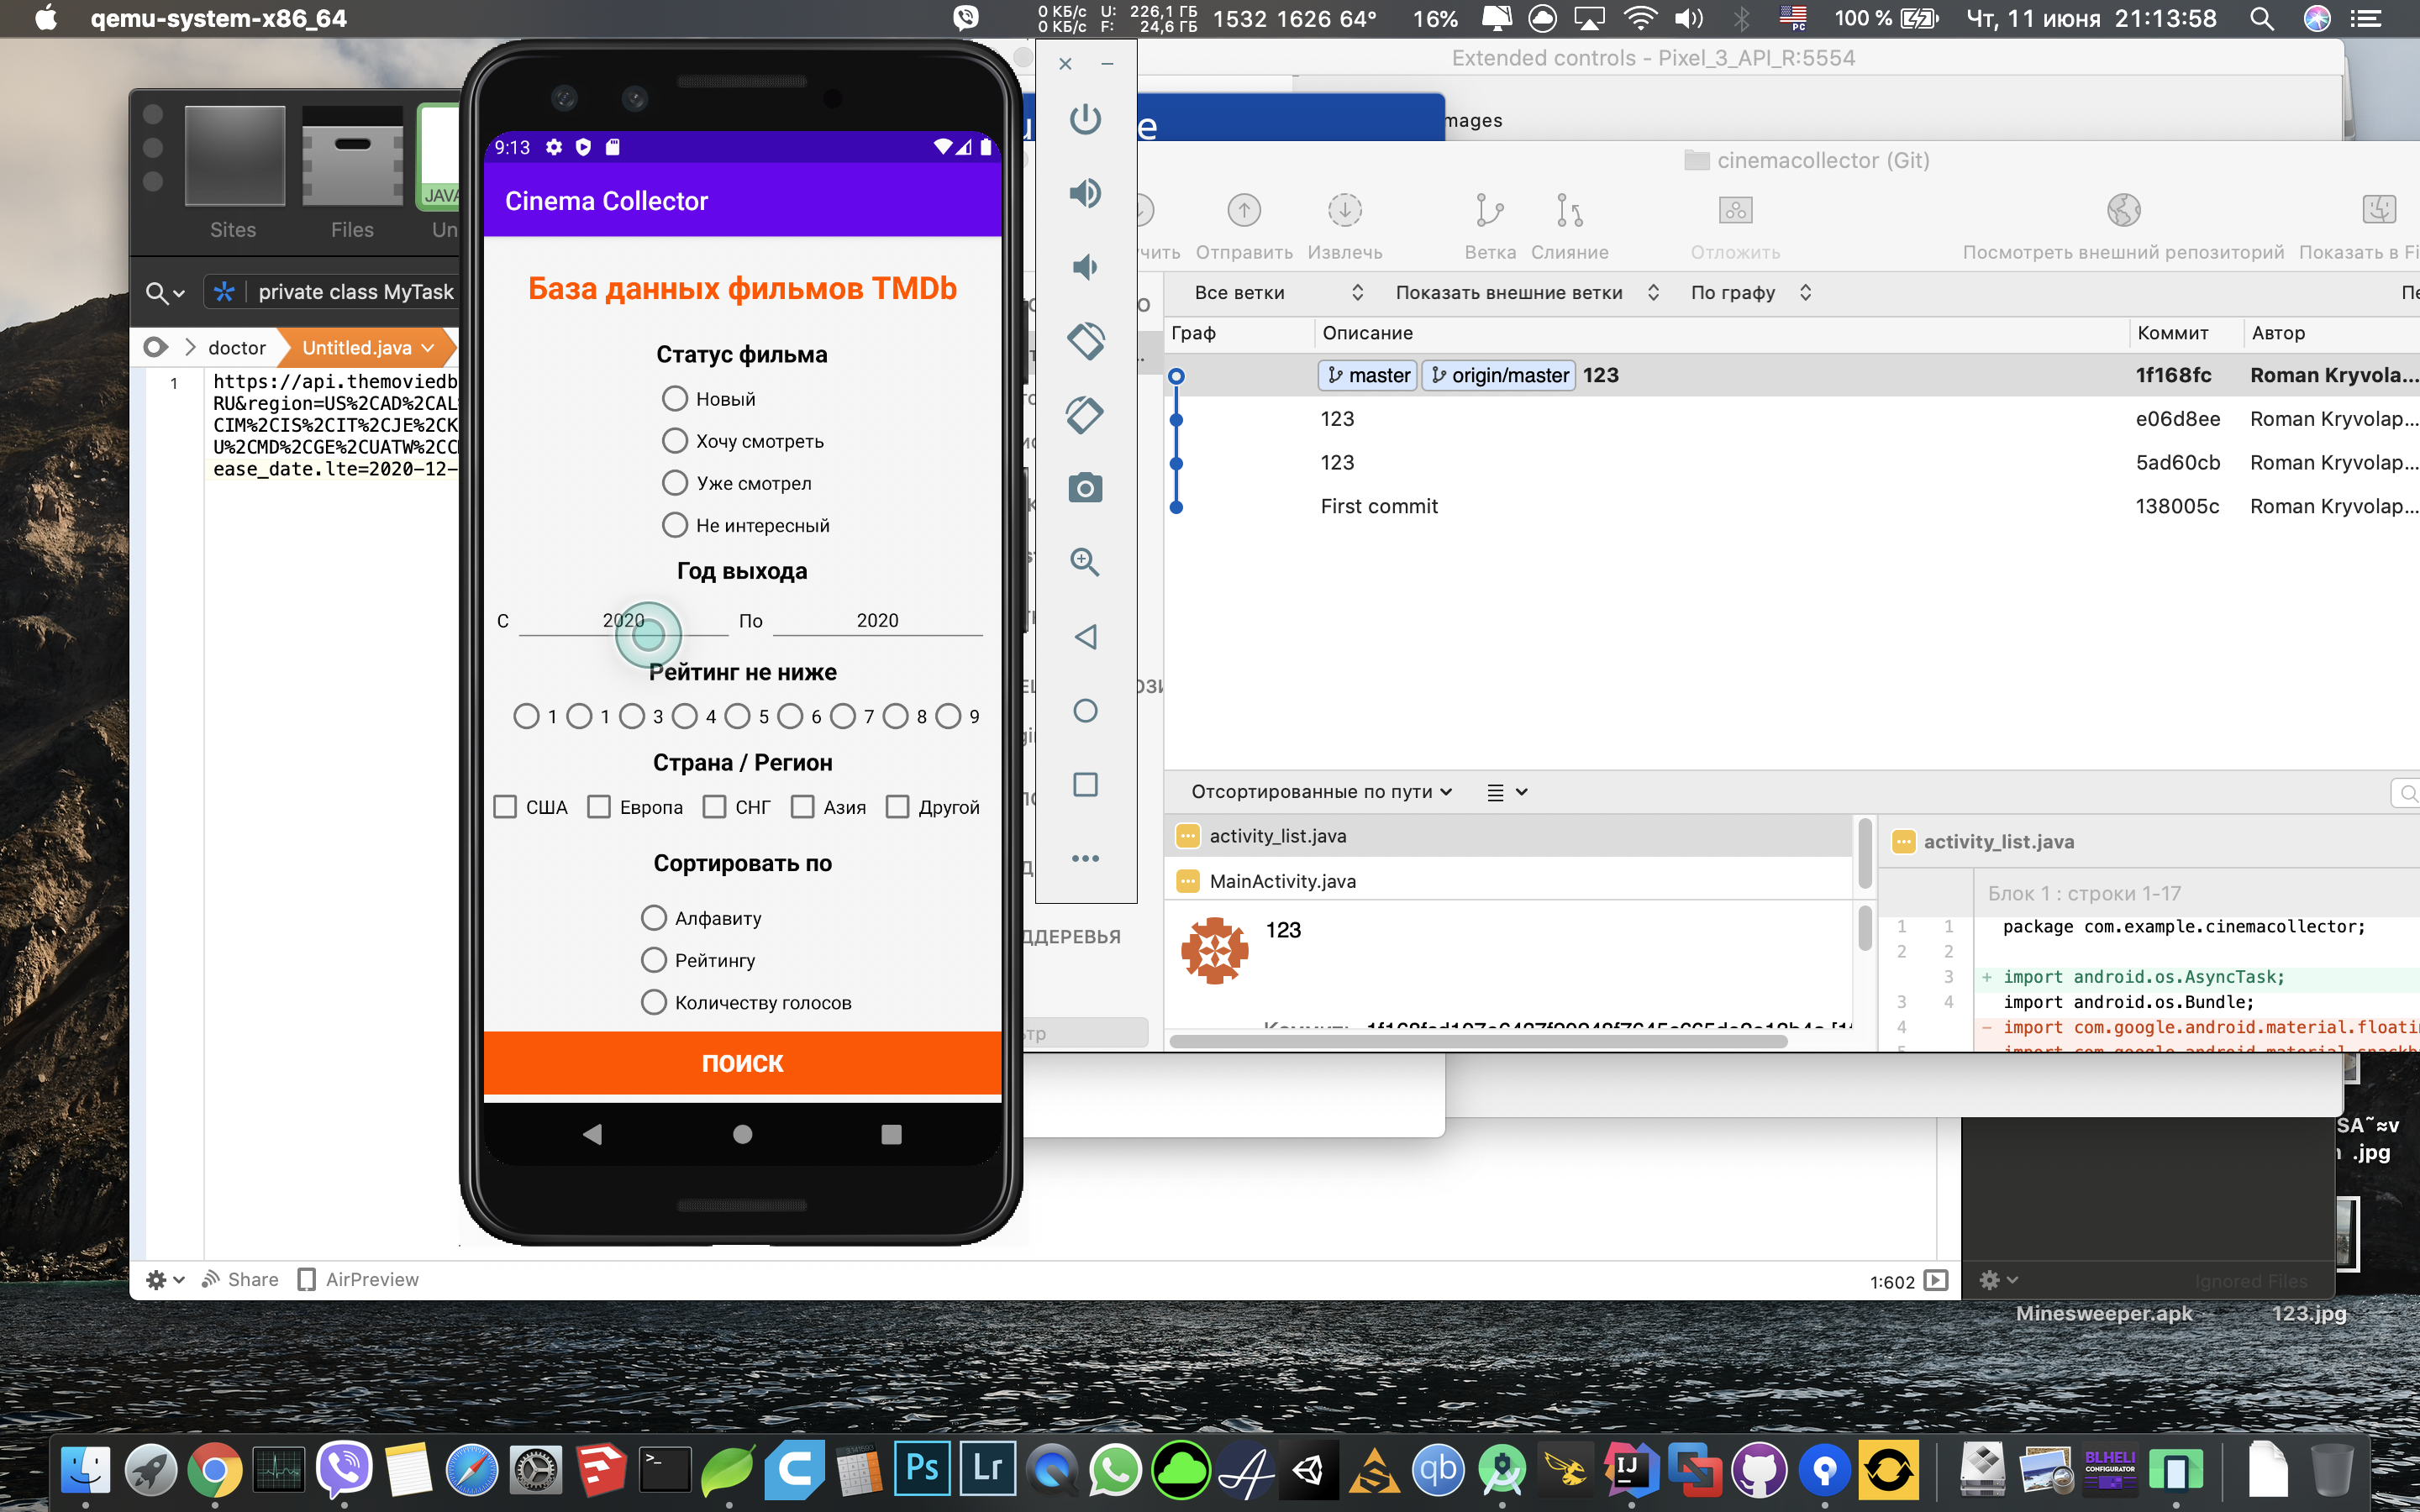 qemu-system-x86_64
0 КБ/с U: 226,1 ГБ
0 КБ/с F: 24,6 ГБ
1532 1626 64°
16%
100 %
Чт, 11 июня 21:13:58
Extended controls - Pixel_3_API_R:5554
mages
e
cinemacollector (Git)
Sites
Files
JAVA
Un
private class MyTask
doctor
Untitled.java
1
https://api.themoviedb
RU&region=US%2CAD%2CAL
CIM%2CIS%2CIT%2CJE%2CK
U%2CMD%2CGE%2CUATW%2CC
ease_date.lte=2020-12-
9:13
Cinema Collector
База данных фильмов TMDb
Статус фильма
Новый
Хочу смотреть
Уже смотрел
Не интересный
Год выхода
С 2020 По 2020
Рейтинг не ниже
1 1 3 4 5 6 7 8 9
Страна / Регион
США Европа СНГ Азия Другой
Сортировать по
Алфавиту
Рейтингу
Количеству голосов
ПОИСК
чить
Отправить
Извлечь
Ветка
Слияние
Отложить
Посмотреть внешний репозиторий
Показать в Fi
Все ветки
Показать внешние ветки
По графу
Пе
Граф
Описание
Коммит
Автор
master origin/master 123 1f168fc Roman Kryvola...
123 e06d8ee Roman Kryvolap...
123 5ad60cb Roman Kryvolap...
First commit 138005c Roman Kryvolap...
ДДЕРЕВЬЯ
тр
Отсортированные по пути
activity_list.java
MainActivity.java
123
activity_list.java
Блок 1 : строки 1-17
1 1 package com.example.cinemacollector;
2 2
3 + import android.os.AsyncTask;
3 4 import android.os.Bundle;
4 - import com.google.android.material.floati
Share
AirPreview
1:602
Ignored Files
SA˜≈v
.jpg
Minesweeper.apk
123.jpg
Ps
Lr
qb
IJ
BLHELI
CONFIGURATOR